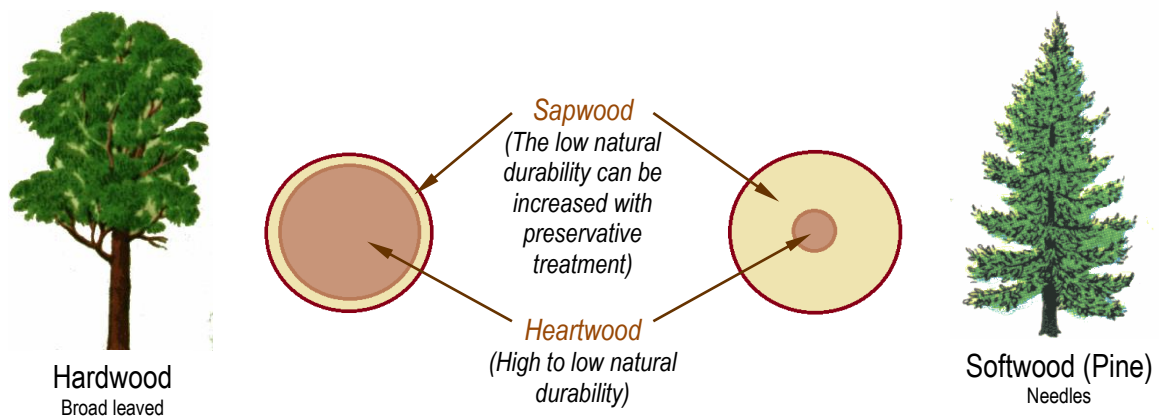 Sapwood
(The low natural
durability can be
increased with
preservative
treatment)
Heartwood
(High to low natural
durability)
Hardwood
Broad leaved
Softwood (Pine)
Needles